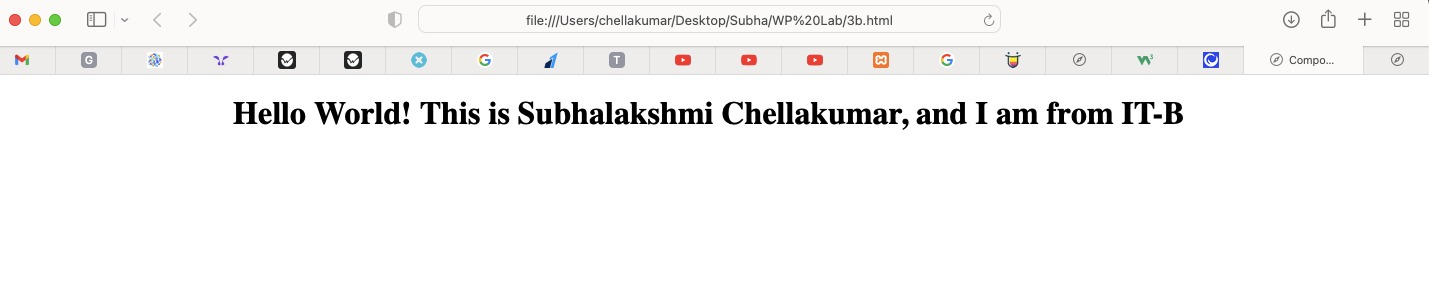 file:///Users/chellakumar/Desktop/Subha/WP%20Lab/3b.html
G
T
W3
Compo...
Hello World! This is Subhalakshmi Chellakumar, and I am from IT-B